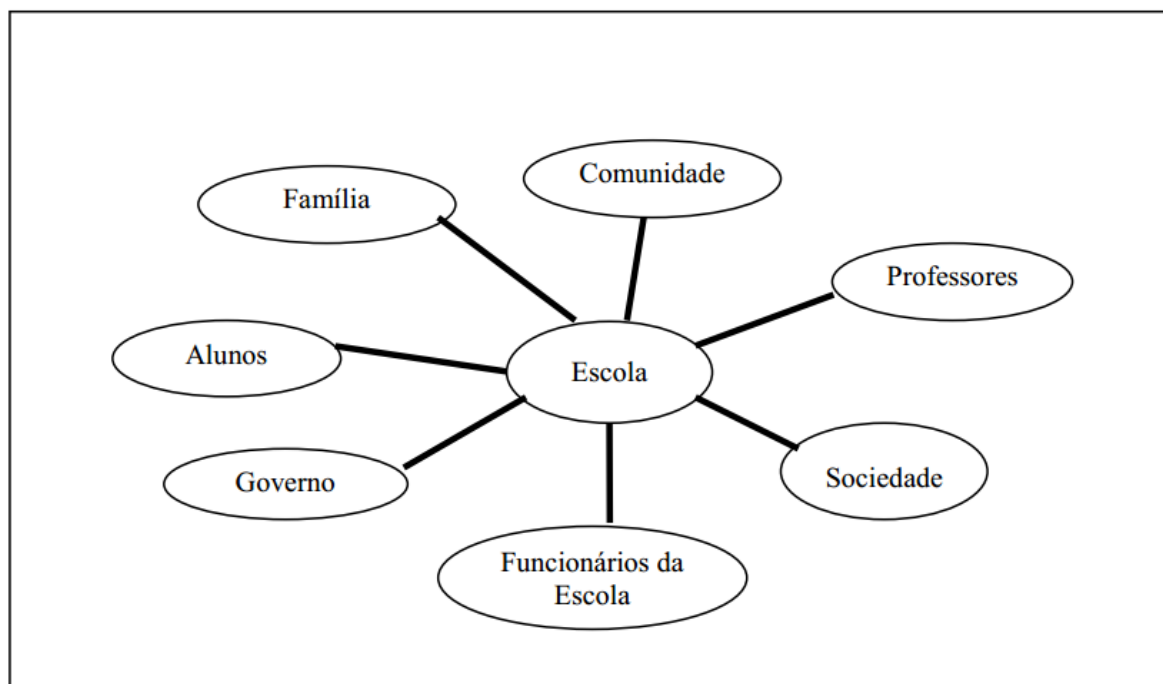 Comunidade
Família
Professores
Alunos
Escola
Governo
Sociedade
Funcionários da
Escola